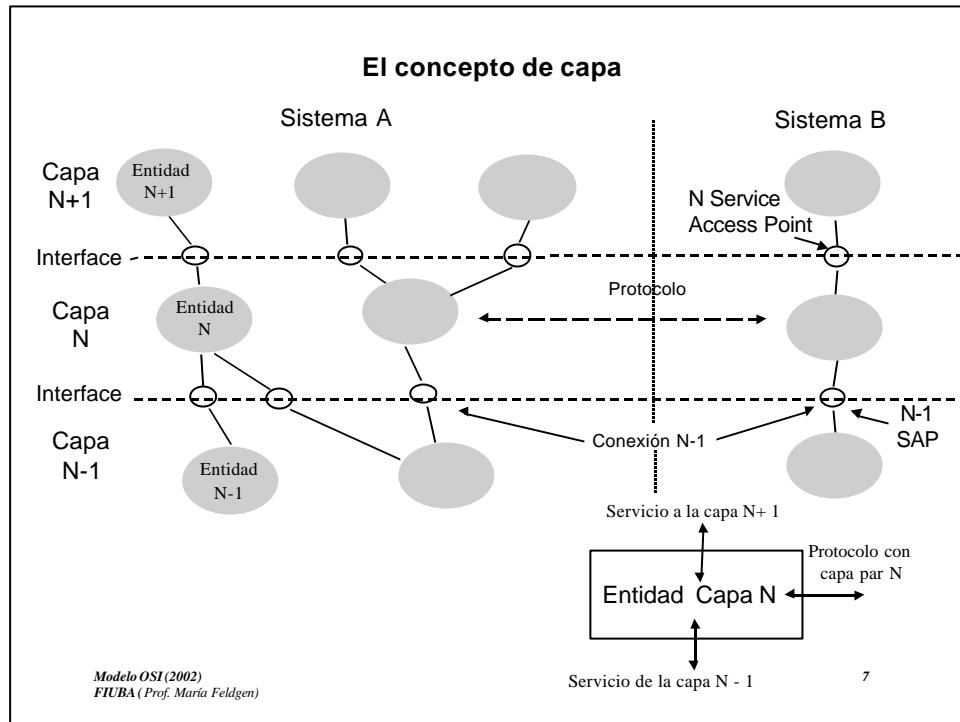 El concepto de capa
Sistema A
Sistema B
Capa
N+1
Entidad
N+1
N Service
Access Point
Interface
Protocolo
Capa
N
Entidad
N
Interface
Conexión N-1
N-1
SAP
Capa
N-1
Entidad
N-1
Servicio a la capa N+ 1
Protocolo con
capa par N
Entidad Capa N
Servicio de la capa N - 1
Modelo OSI (2002)
FIUBA ( Prof. María Feldgen)
7